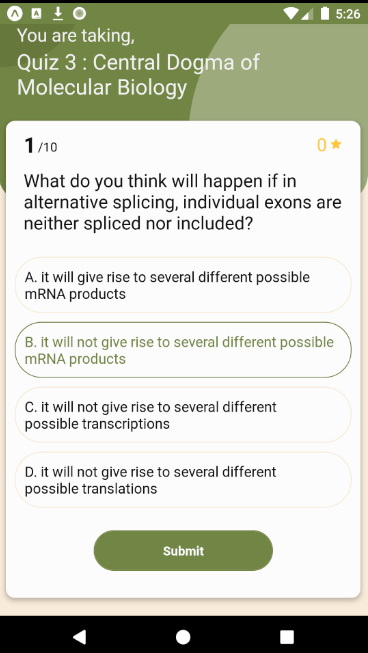 5:26
You are taking,
Quiz 3 : Central Dogma of
Molecular Biology
1/10
0
What do you think will happen if in
alternative splicing, individual exons are
neither spliced nor included?
A. it will give rise to several different possible
mRNA products
B. it will not give rise to several different possible
mRNA products
C. it will not give rise to several different
possible transcriptions
D. it will not give rise to several different
possible translations
Submit